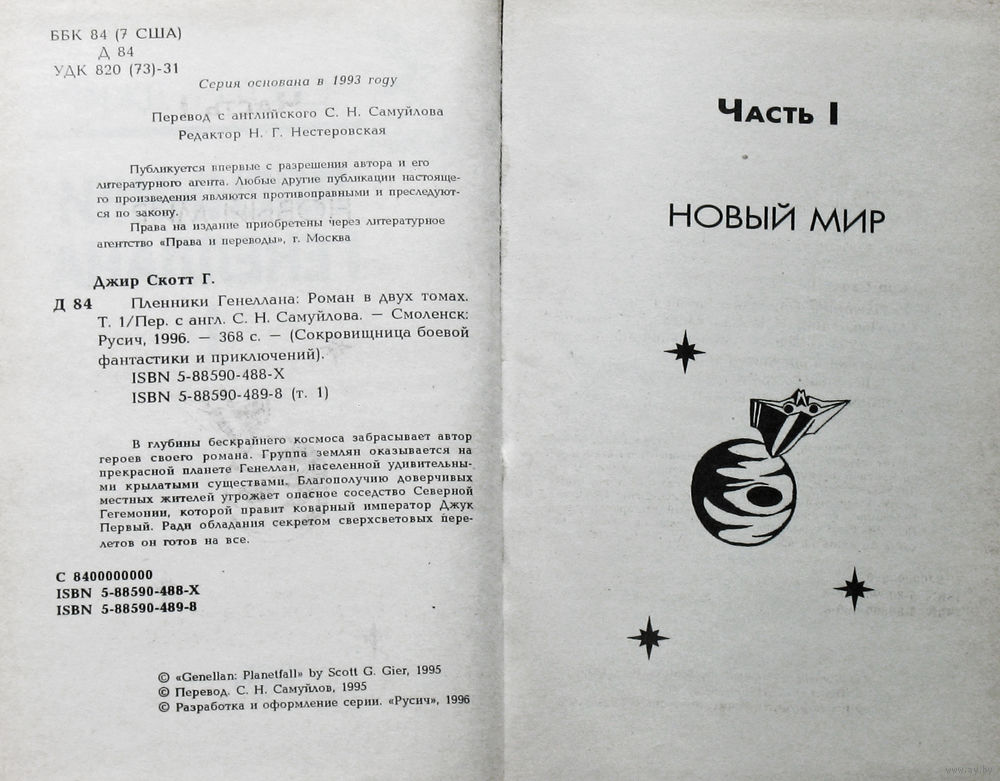 ББК 84 (7 США)
Д 84
УДК 820 (73)-31
Серия основана в 1993 году
Перевод с английского С. Н. Самуйлова
Редактор Н. Г. Нестеровская
Публикуется впервые с разрешения автора и его
литературного агента. Любые другие публикации настояще-
го произведения являются противоправными и преследуют-
ся по закону.
Права на издание приобретены через литературное
агентство «Права и переводы», г. Москва
Джир Скотт Г.
Д 84 Пленники Генеллана: Роман в двух томах.
Т. 1/Пер. с англ. С. Н. Самуйлова. — Смоленск:
Русич, 1996. — 368 с. — (Сокровищница боевой
фантастики и приключений).
ISBN 5-88590-488-X
ISBN 5-88590-489-8 (т. 1)
В глубины бескрайнего космоса забрасывает автор
героев своего романа. Группа землян оказывается на
прекрасной планете Генеллан, населенной удивительны-
ми крылатыми существами. Благополучию доверчивых
местных жителей угрожает опасное соседство Северной
Гегемонии, которой правит коварный император Джук
Первый. Ради обладания секретом сверхсветовых пере-
летов он готов на все.
С 8400000000
ISBN 5-88590-488-X
ISBN 5-88590-489-8
© «Genellan: Planetfall» by Scott G. Gier, 1995
© Перевод. С. Н. Самуйлов, 1995
© Разработка и оформление серии. «Русич», 1996
Часть I
НОВЫЙ МИР
www.ay.by